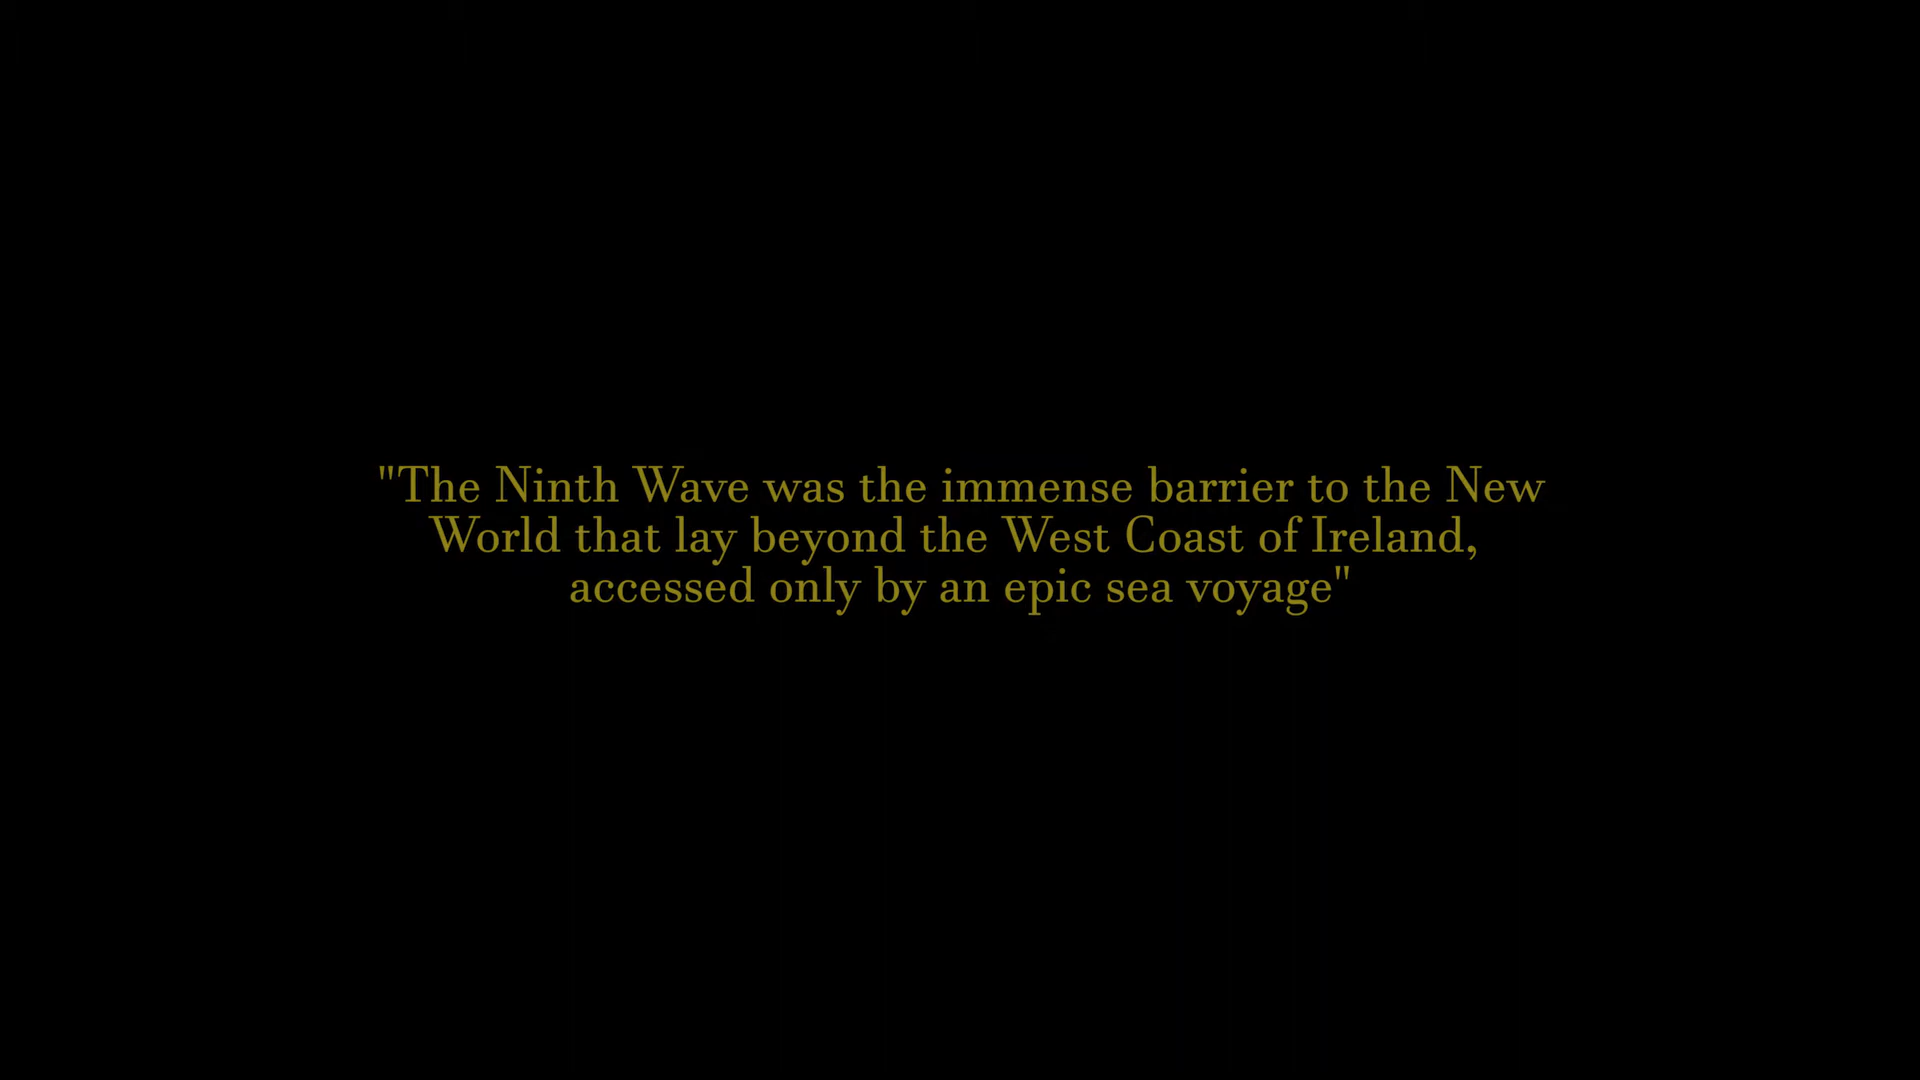 "The Ninth Wave was the immense barrier to the New
World that lay beyond the West Coast of Ireland,
accessed only by an epic sea voyage"